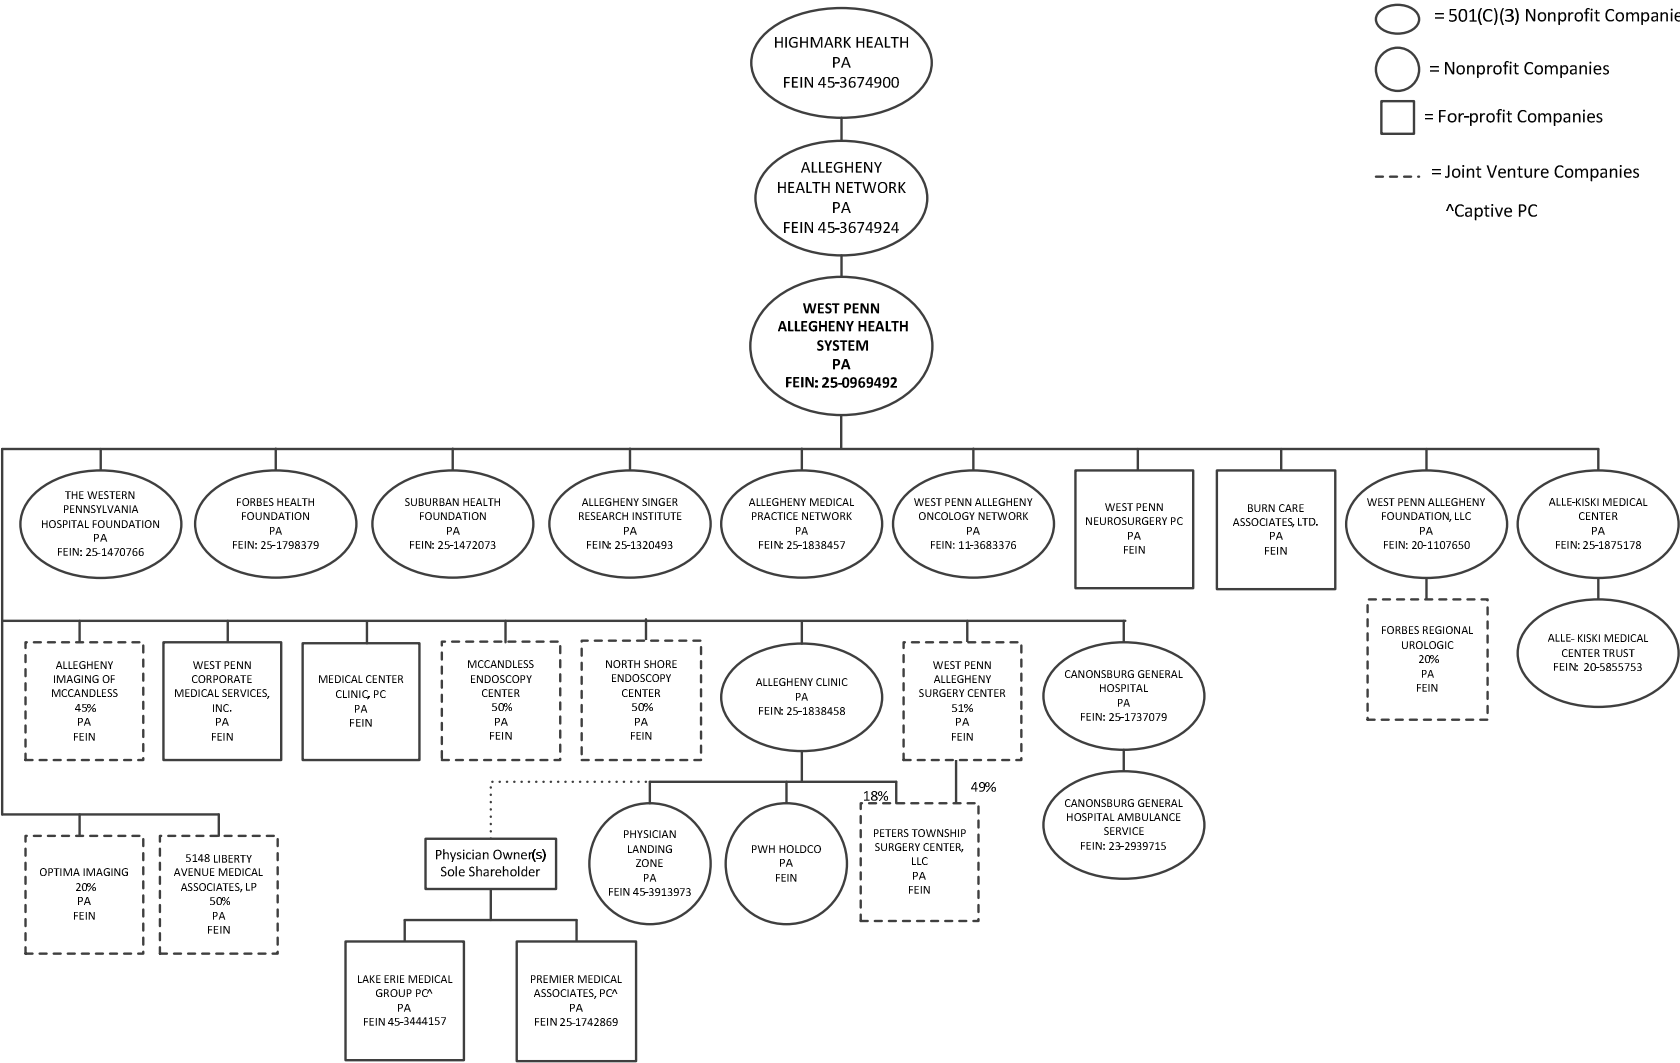 HIGHMARK HEALTH
PA
FEIN 45-3674900
= 501(C)(3) Nonprofit Companie
= Nonprofit Companies
= For-profit Companies
= Joint Venture Companies
^Captive PC
ALLEGHENY
HEALTH NETWORK
PA
FEIN 45-3674924
WEST PENN
ALLEGHENY HEALTH
SYSTEM
PA
FEIN: 25-0969492
THE WESTERN
PENNSYLVANIA
HOSPITAL FOUNDATION
PA
FEIN: 25-1470766
FORBES HEALTH
FOUNDATION
PA
FEIN: 25-1798379
SUBURBAN HEALTH
FOUNDATION
PA
FEIN: 25-1472073
ALLEGHENY SINGER
RESEARCH INSTITUTE
PA
FEIN: 25-1320493
ALLEGHENY MEDICAL
PRACTICE NETWORK
PA
FEIN: 25-1838457
WEST PENN ALLEGHENY
ONCOLOGY NETWORK
PA
FEIN: 11-3683376
WEST PENN
NEUROSURGERY PC
PA
FEIN
BURN CARE
ASSOCIATES, LTD.
PA
FEIN
WEST PENN ALLEGHENY
FOUNDATION, LLC
PA
FEIN: 20-1107650
ALLE-KISKI MEDICAL
CENTER
PA
FEIN: 25-1875178
FORBES REGIONAL
UROLOGIC
20%
PA
FEIN
ALLE- KISKI MEDICAL
CENTER TRUST
FEIN: 20-5855753
ALLEGHENY
IMAGING OF
MCCANDLESS
45%
PA
FEIN
WEST PENN
CORPORATE
MEDICAL SERVICES,
INC.
PA
FEIN
MEDICAL CENTER
CLINIC, PC
PA
FEIN
MCCANDLESS
ENDOSCOPY
CENTER
50%
PA
FEIN
NORTH SHORE
ENDOSCOPY
CENTER
50%
PA
FEIN
ALLEGHENY CLINIC
PA
FEIN: 25-1838458
WEST PENN
ALLEGHENY
SURGERY CENTER
51%
PA
FEIN
CANONSBURG GENERAL
HOSPITAL
PA
FEIN: 25-1737079
18%
49%
OPTIMA IMAGING
20%
PA
FEIN
5148 LIBERTY
AVENUE MEDICAL
ASSOCIATES, LP
50%
PA
FEIN
Physician Owner(s)
Sole Shareholder
PHYSICIAN
LANDING
ZONE
PA
FEIN 45-3913973
PWH HOLDCO
PA
FEIN
PETERS TOWNSHIP
SURGERY CENTER,
LLC
PA
FEIN
CANONSBURG GENERAL
HOSPITAL AMBULANCE
SERVICE
FEIN: 23-2939715
LAKE ERIE MEDICAL
GROUP PC^
PA
FEIN 45-3444157
PREMIER MEDICAL
ASSOCIATES, PC^
PA
FEIN 25-1742869